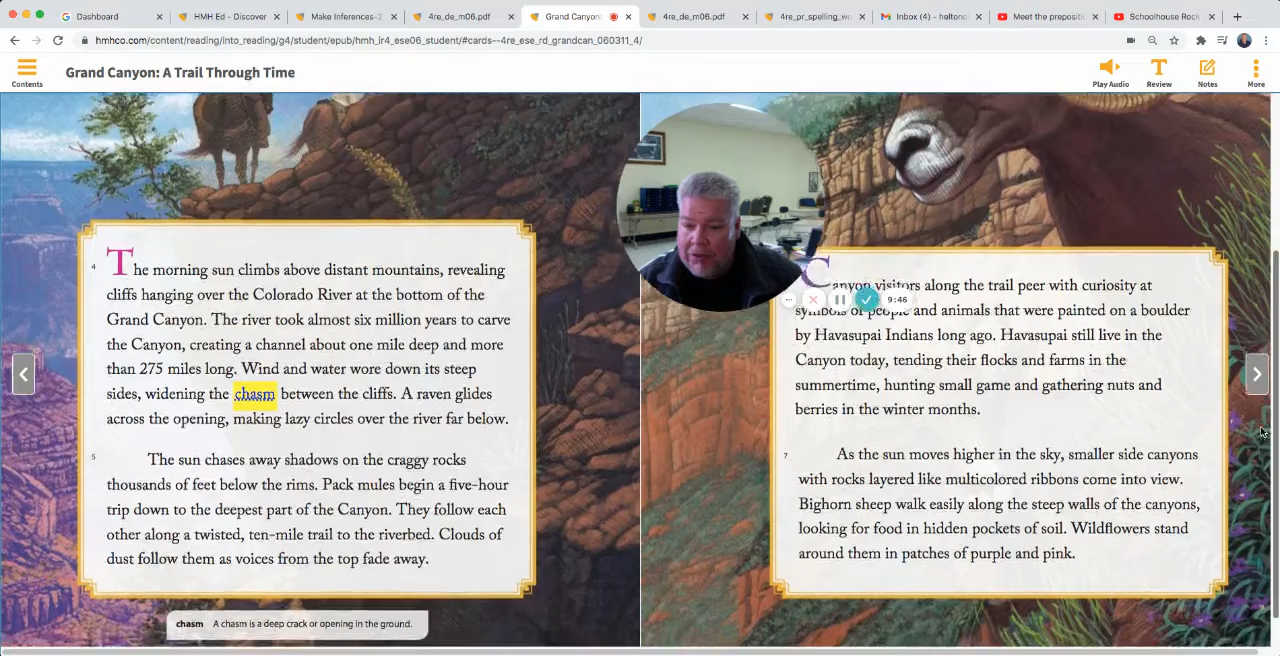 Dashboard
HMH Ed - Discover
Make Inferences-2
4re_de_m06.pdf
Grand Canyon:
4re_de_m06.pdf
4re_pr_spelling_wo
Inbox (4) - heltonc
Meet the prepositi
Schoolhouse Rock
hmhco.com/content/reading/into_reading/g4/student/epub/hmh_ir4_ese06_student/#cards--4re_ese_rd_grandcan_060311_4/
Contents
Grand Canyon: A Trail Through Time
Play Audio
Review
Notes
More
4
The morning sun climbs above distant mountains, revealing
cliffs hanging over the Colorado River at the bottom of the
Grand Canyon. The river took almost six million years to carve
the Canyon, creating a channel about one mile deep and more
than 275 miles long. Wind and water wore down its steep
sides, widening the chasm between the cliffs. A raven glides
across the opening, making lazy circles over the river far below.
5
The sun chases away shadows on the craggy rocks
thousands of feet below the rims. Pack mules begin a five-hour
trip down to the deepest part of the Canyon. They follow each
other along a twisted, ten-mile trail to the riverbed. Clouds of
dust follow them as voices from the top fade away.
chasm A chasm is a deep crack or opening in the ground.
9:46
Canyon visitors along the trail peer with curiosity at
symbols of people and animals that were painted on a boulder
by Havasupai Indians long ago. Havasupai still live in the
Canyon today, tending their flocks and farms in the
summertime, hunting small game and gathering nuts and
berries in the winter months.
7
As the sun moves higher in the sky, smaller side canyons
with rocks layered like multicolored ribbons come into view.
Bighorn sheep walk easily along the steep walls of the canyons,
looking for food in hidden pockets of soil. Wildflowers stand
around them in patches of purple and pink.